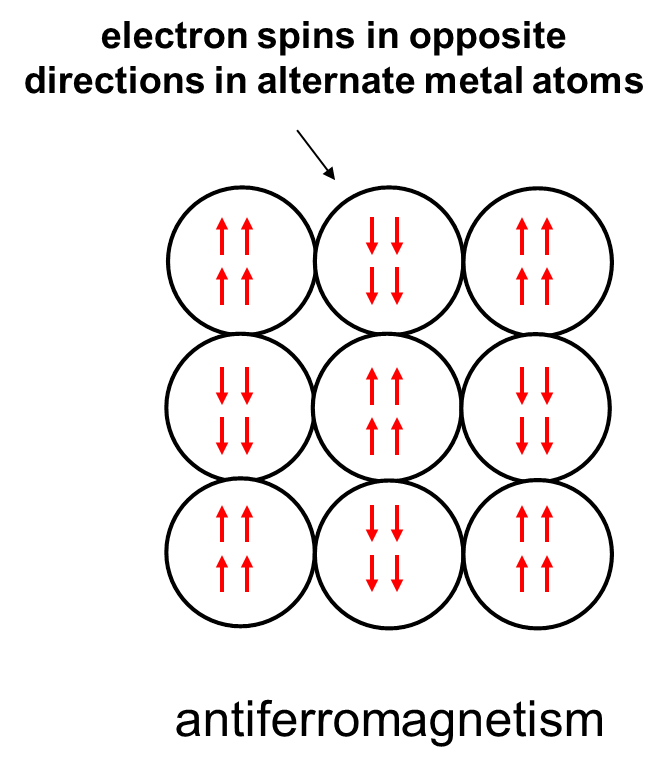 electron spins in opposite
directions in alternate metal atoms
antiferromagnetism